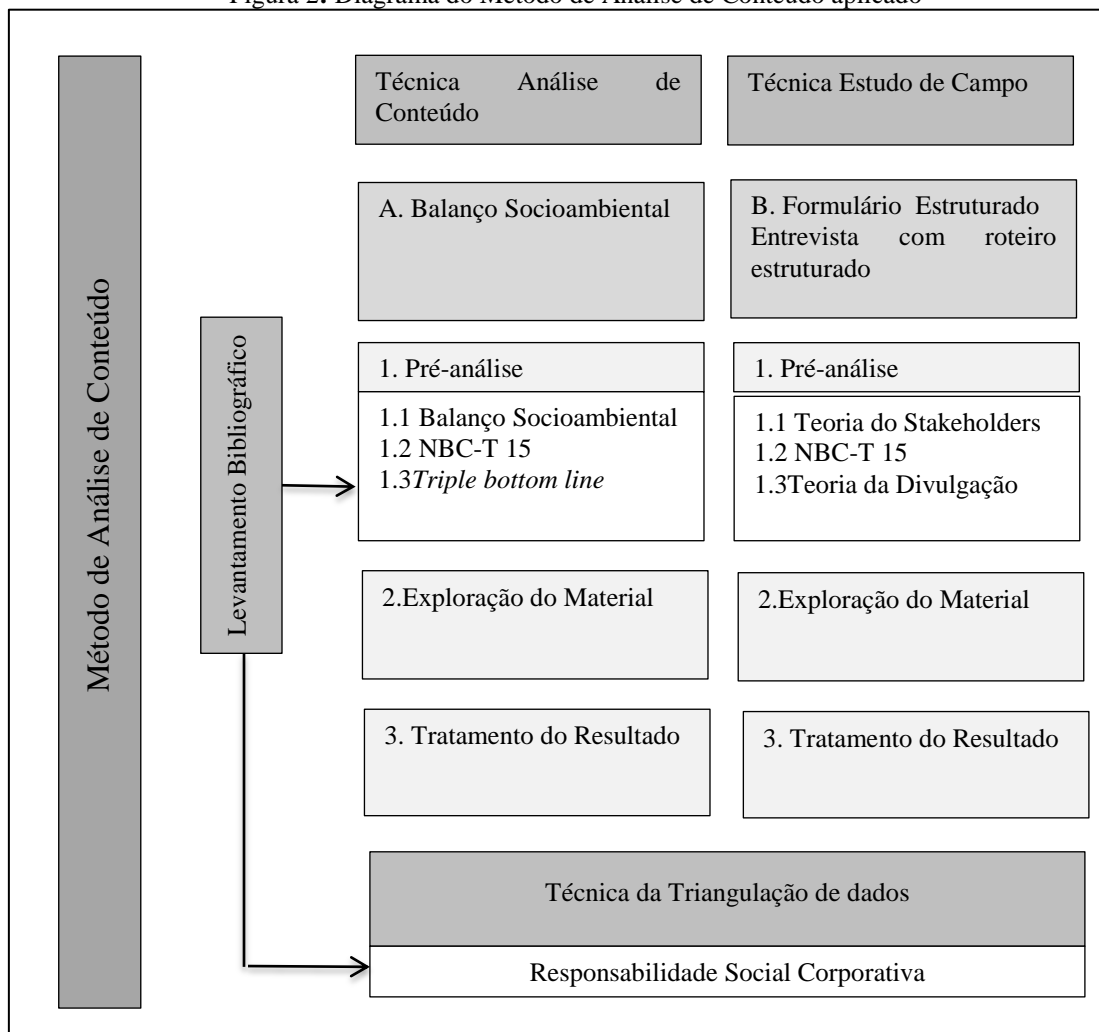 Figura 2. Diagrama do Método de Análise de Conteúdo aplicado
Método de Análise de Conteúdo
Levantamento Bibliográfico
Técnica Análise de
Conteúdo
A. Balanço Socioambiental
1. Pré-análise
1.1 Balanço Socioambiental
1.2 NBC-T 15
1.3Triple bottom line
2.Exploração do Material
3. Tratamento do Resultado
Técnica Estudo de Campo
B. Formulário Estruturado
Entrevista com roteiro
estruturado
1. Pré-análise
1.1 Teoria do Stakeholders
1.2 NBC-T 15
1.3Teoria da Divulgação
2.Exploração do Material
3. Tratamento do Resultado
Técnica da Triangulação de dados
Responsabilidade Social Corporativa